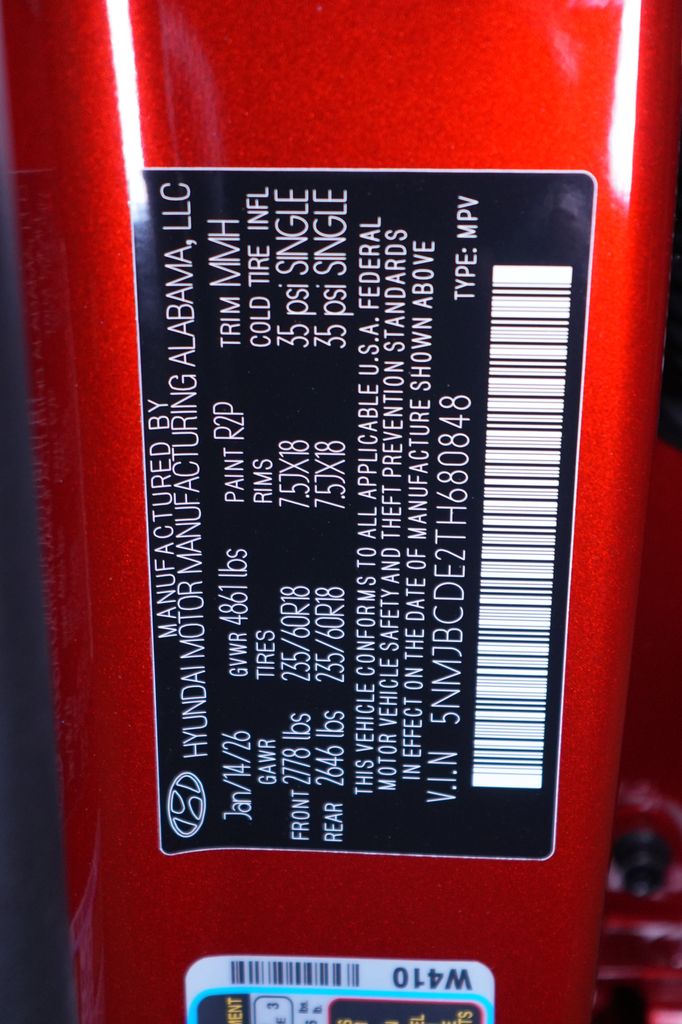 MANUFACTURED BY
HYUNDAI MOTOR MANUFACTURING ALABAMA, LLC
Jan/14/26 GVWR 4861 lbs PAINT R2P TRIM MMH
GAWR TIRES RIMS COLD TIRE INFL
FRONT 2778 lbs 235/60R18 7.5JX18 35 psi SINGLE
REAR 2646 lbs 235/60R18 7.5JX18 35 psi SINGLE
THIS VEHICLE CONFORMS TO ALL APPLICABLE U.S.A. FEDERAL
MOTOR VEHICLE SAFETY AND THEFT PREVENTION STANDARDS
IN EFFECT ON THE DATE OF MANUFACTURE SHOWN ABOVE
V.I.N 5NMJBCDE2TH680848 TYPE: MPV
W410